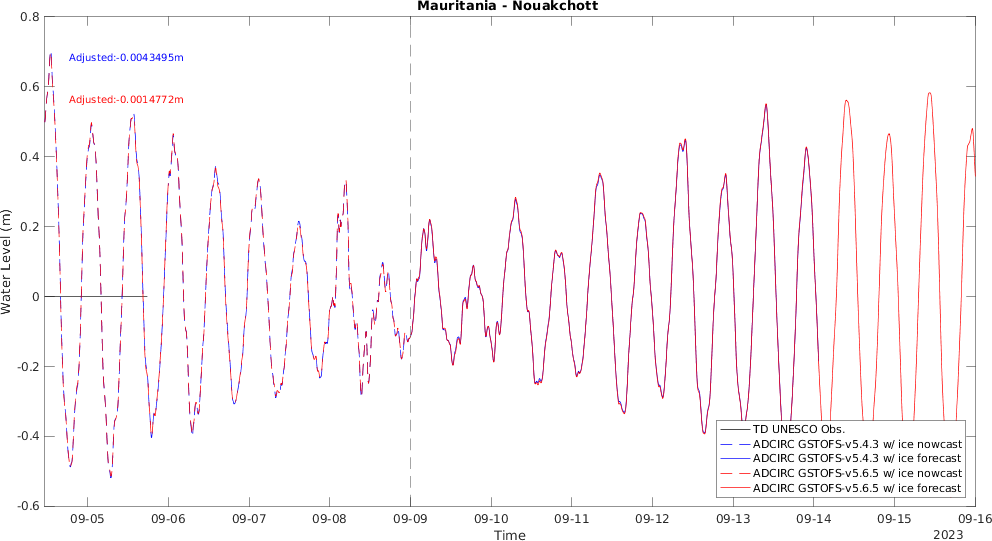 Mauritania - Nouakchott
0.8
0.6
0.4
0.2
0
-0.2
-0.4
-0.6
Water Level (m)
Adjusted:-0.0043495m
Adjusted:-0.0014772m
TD UNESCO Obs.
ADCIRC GSTOFS-v5.4.3 w/ ice nowcast
ADCIRC GSTOFS-v5.4.3 w/ ice forecast
ADCIRC GSTOFS-v5.6.5 w/ ice nowcast
ADCIRC GSTOFS-v5.6.5 w/ ice forecast
09-05 09-06 09-07 09-08 09-09 09-10 09-11 09-12 09-13 09-14 09-15 09-16
Time
2023